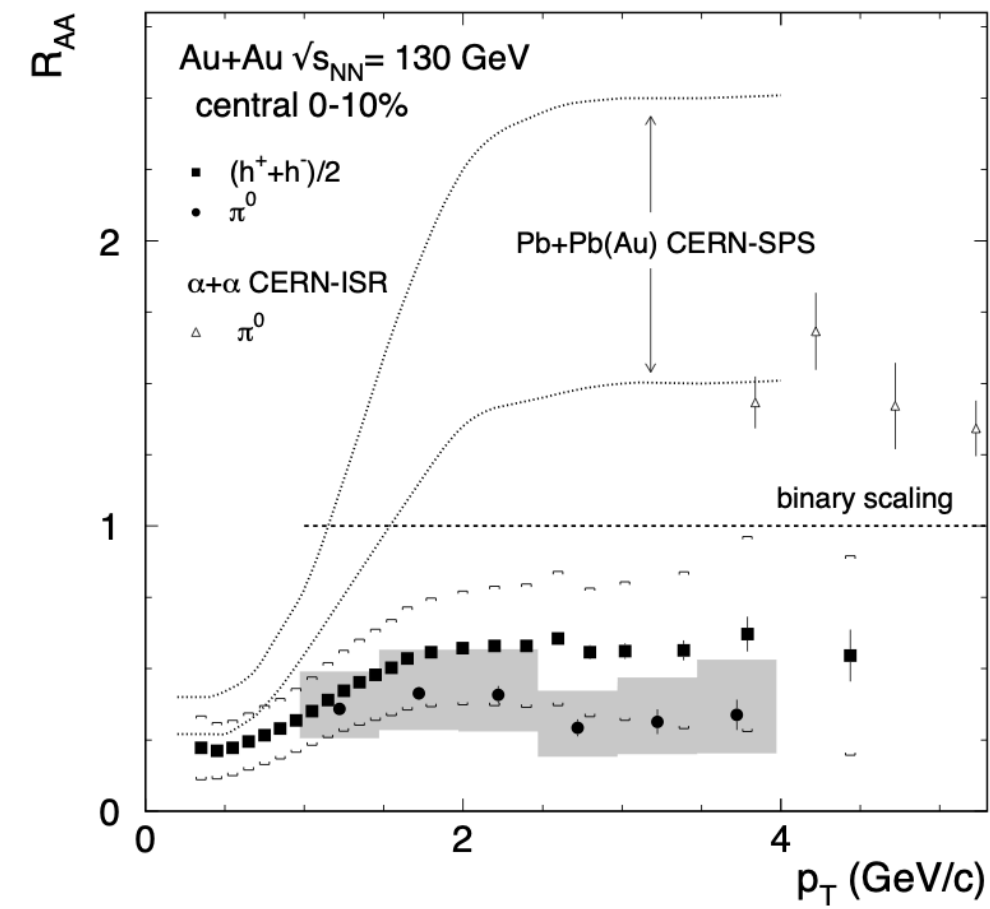 R_AA
Au+Au √s_NN= 130 GeV
central 0-10%
(h⁺+h⁻)/2
π⁰
2
Pb+Pb(Au) CERN-SPS
α+α CERN-ISR
π⁰
binary scaling
1
0
0 2 4
p_T (GeV/c)